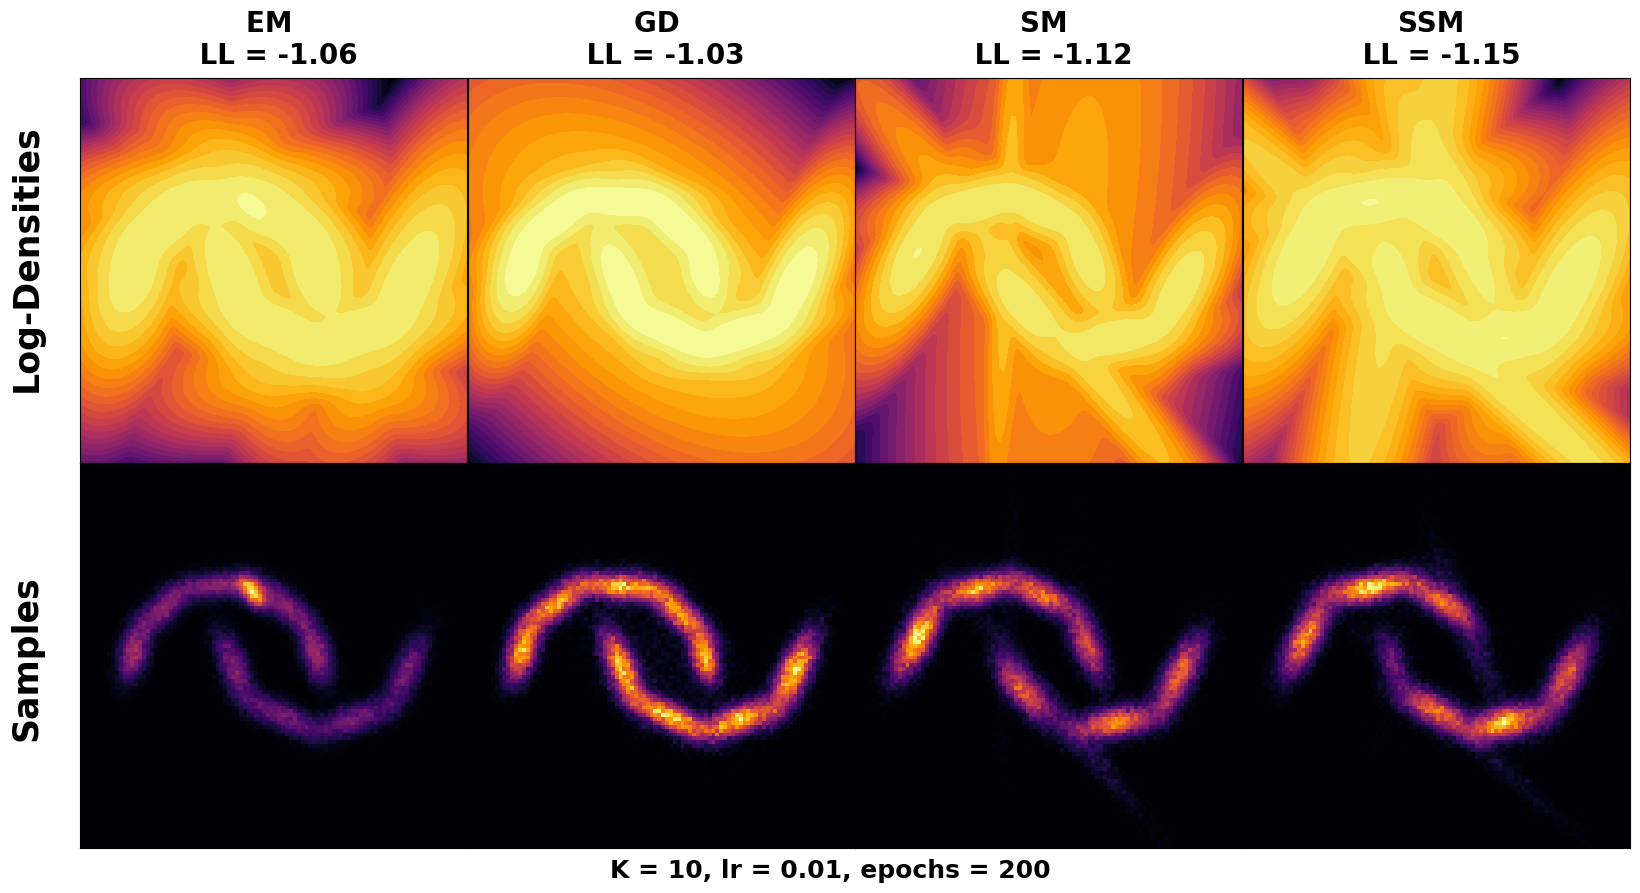 EM
LL = -1.06
GD
LL = -1.03
SM
LL = -1.12
SSM
LL = -1.15
Log-Densities
Samples
K = 10, lr = 0.01, epochs = 200